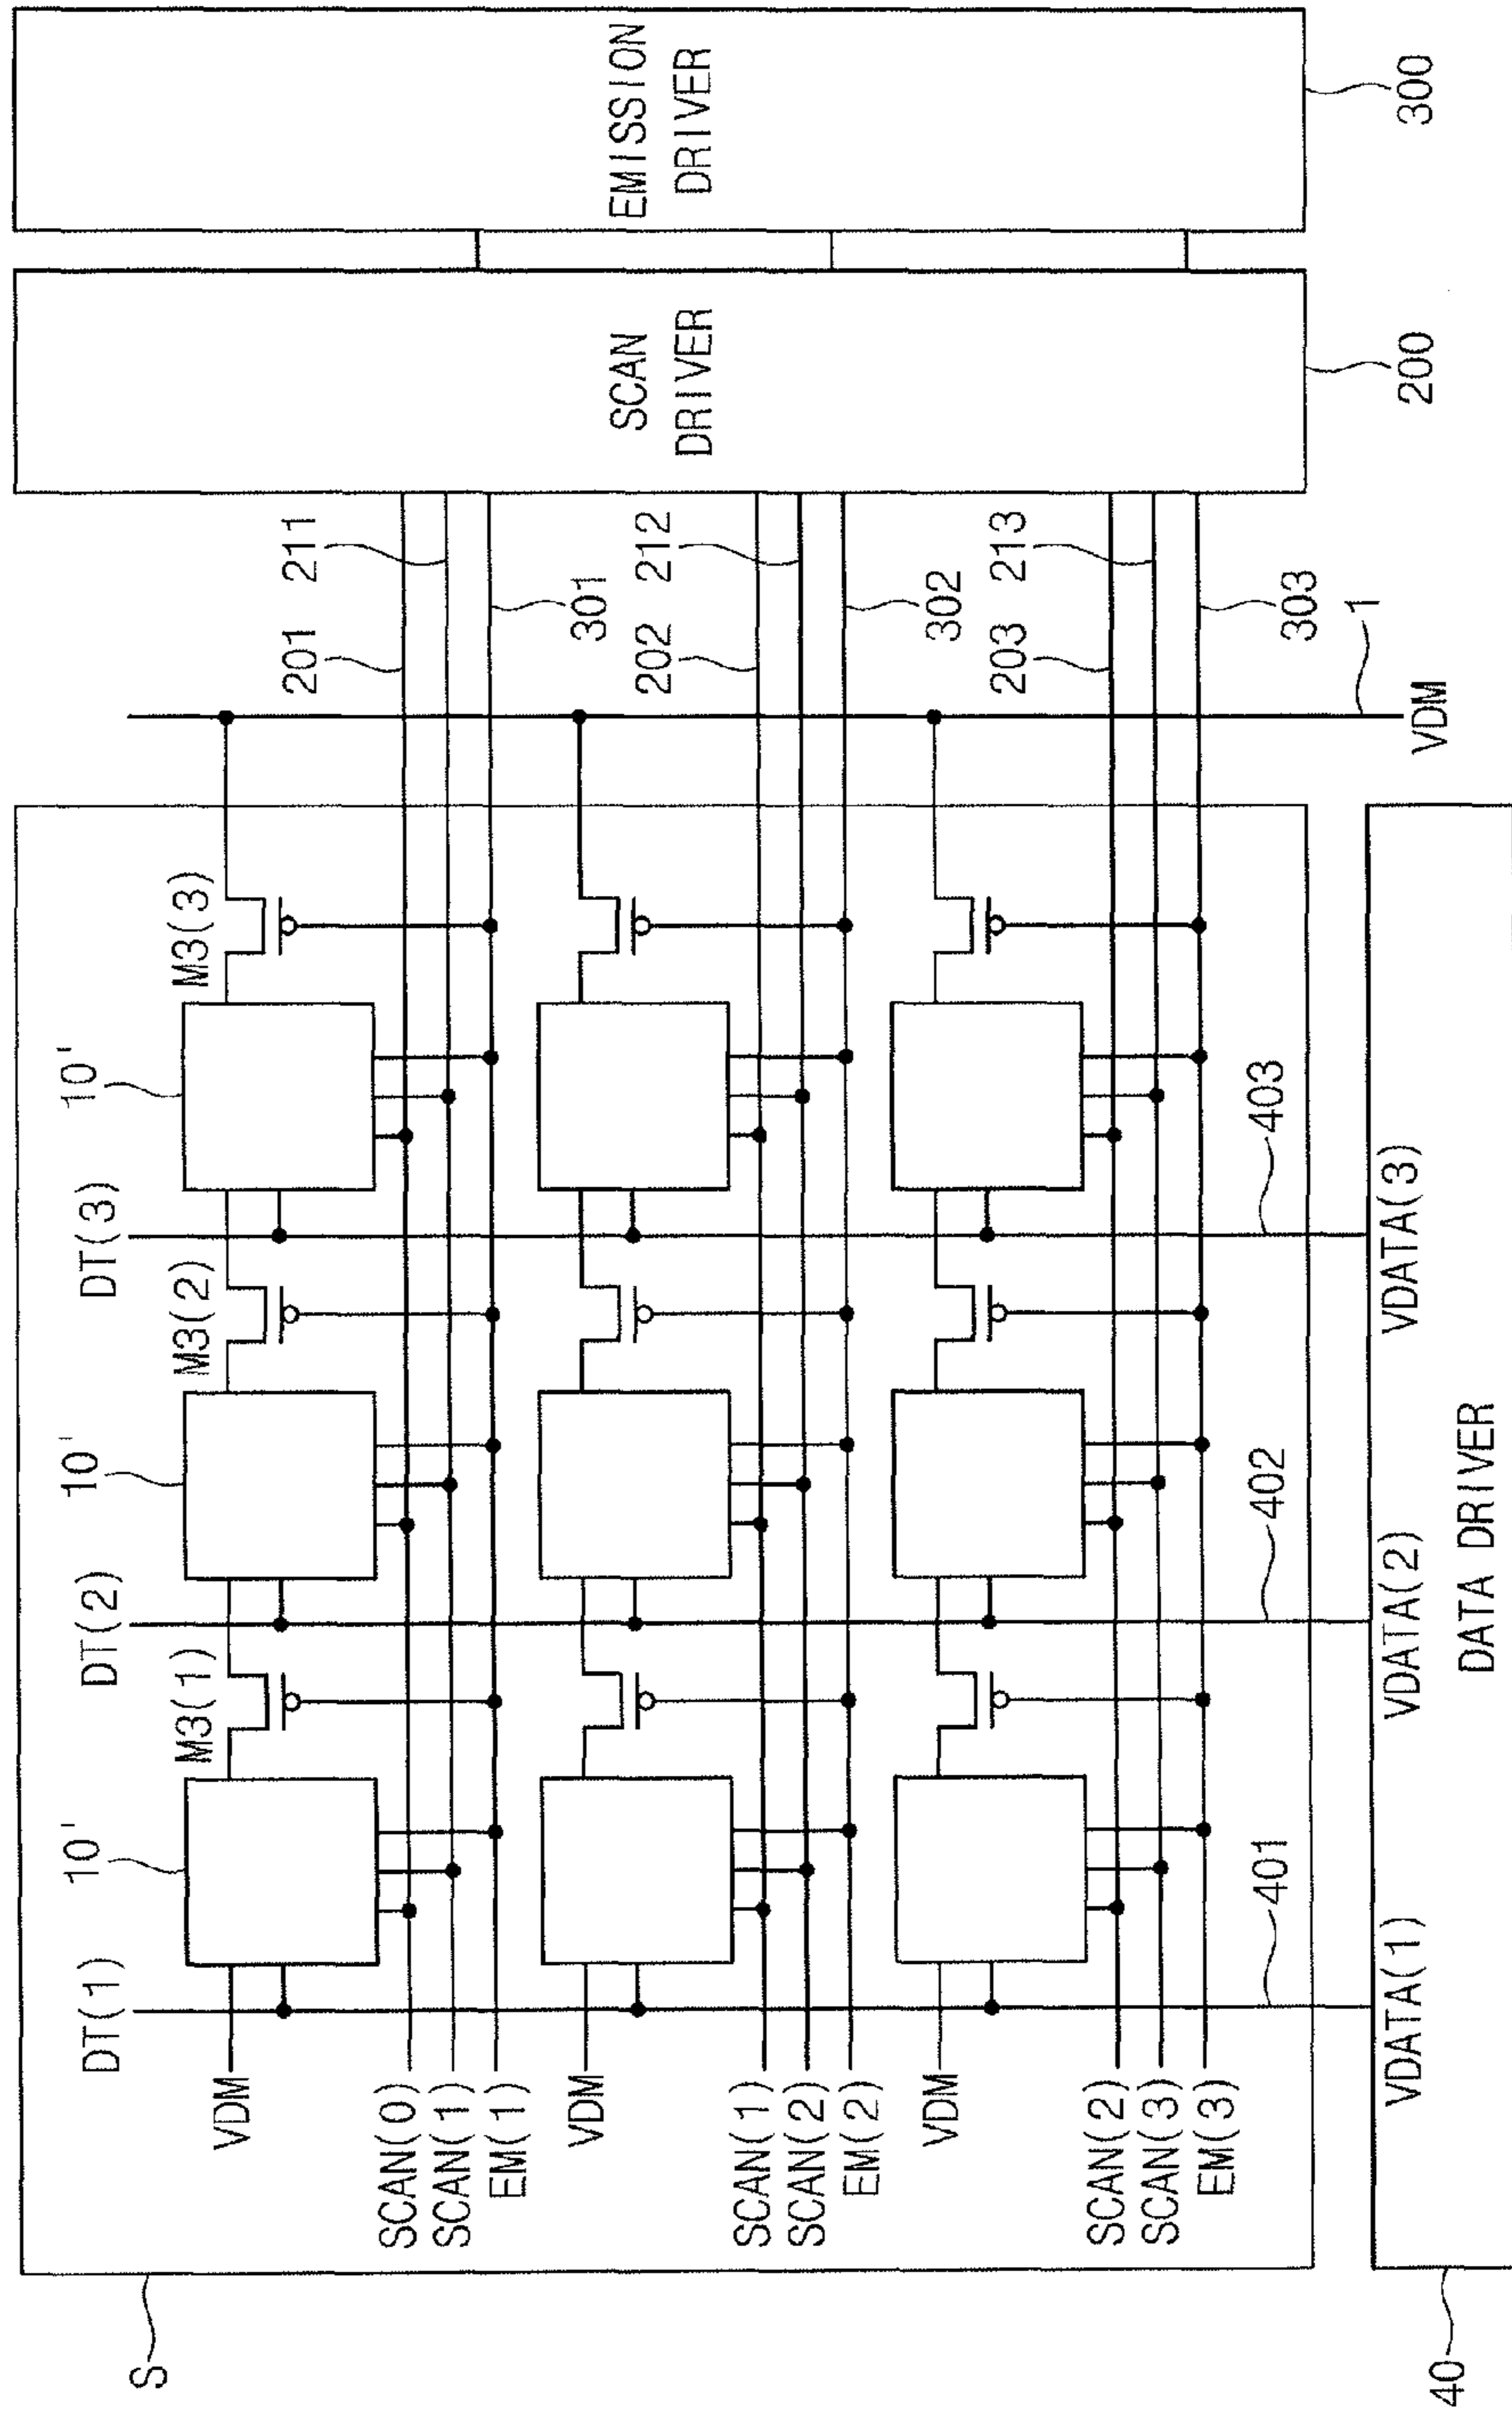 S
DT(1)
DT(2)
DT(3)
10'
10'
10'
M3(1)
M3(2)
M3(3)
VDM
SCAN(0)
SCAN(1)
EM(1)
201
211
301
VDM
SCAN(1)
SCAN(2)
EM(2)
202
212
302
VDM
SCAN(2)
SCAN(3)
EM(3)
203
213
303
401
402
403
1
VDM
SCAN
DRIVER
200
EMISSION
DRIVER
300
VDATA(1)
VDATA(2)
VDATA(3)
DATA DRIVER
40